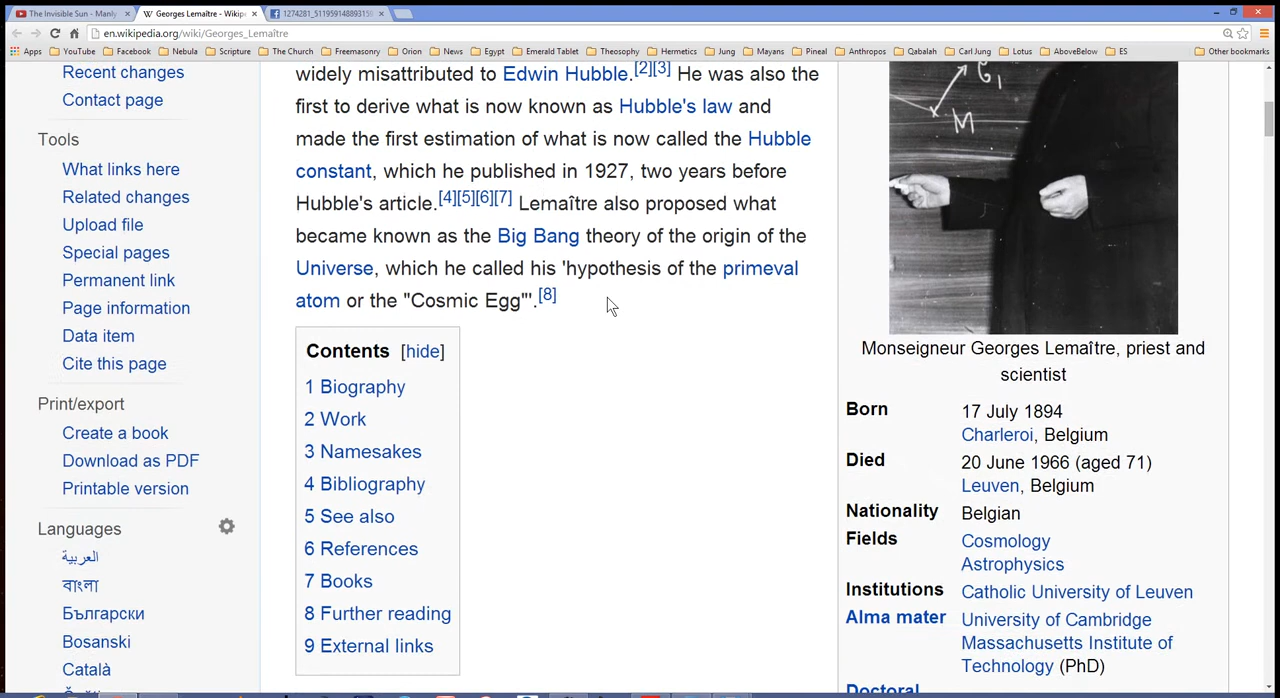 The Invisible Sun - Manly
Georges Lemaître - Wikip
1274281_5119591488931
en.wikipedia.org/wiki/Georges_Lemaître
Apps YouTube Facebook Nebula Scripture The Church Freemasonry Orion News Egypt Emerald Tablet Theosophy Hermetics Jung Mayans Pineal Anthropos Qabalah Carl Jung Lotus AboveBelow ES Other bookmarks
Recent changes
Contact page
Tools
What links here
Related changes
Upload file
Special pages
Permanent link
Page information
Data item
Cite this page
Print/export
Create a book
Download as PDF
Printable version
Languages
العربية
বাংলা
Български
Bosanski
Català
widely misattributed to Edwin Hubble.[2][3] He was also the
first to derive what is now known as Hubble's law and
made the first estimation of what is now called the Hubble
constant, which he published in 1927, two years before
Hubble's article.[4][5][6][7] Lemaître also proposed what
became known as the Big Bang theory of the origin of the
Universe, which he called his 'hypothesis of the primeval
atom or the "Cosmic Egg"'.[8]
Contents [hide]
1 Biography
2 Work
3 Namesakes
4 Bibliography
5 See also
6 References
7 Books
8 Further reading
9 External links
M
Monseigneur Georges Lemaître, priest and
scientist
Born 17 July 1894
Charleroi, Belgium
Died 20 June 1966 (aged 71)
Leuven, Belgium
Nationality Belgian
Fields Cosmology
Astrophysics
Institutions Catholic University of Leuven
Alma mater University of Cambridge
Massachusetts Institute of
Technology (PhD)
Doctoral